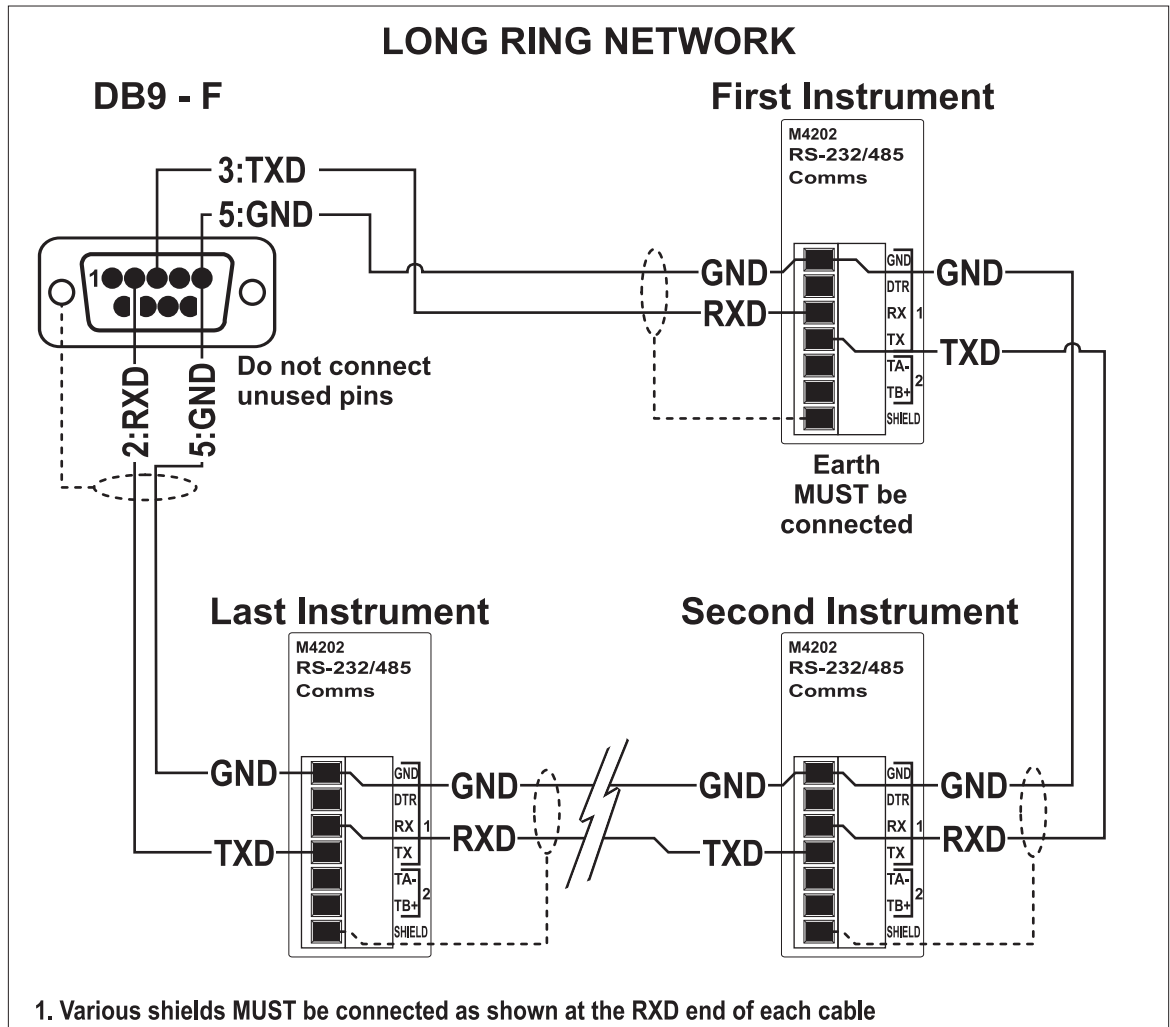 LONG RING NETWORK
DB9 - F
First Instrument
M4202
RS-232/485
Comms
3:TXD
5:GND
1
GND
RXD
GND
DTR
RX
TX
1
TA-
TB+
2
SHIELD
GND
TXD
Do not connect
unused pins
2:RXD
5:GND
Earth
MUST be
connected
Last Instrument
M4202
RS-232/485
Comms
GND
TXD
GND
DTR
RX
TX
1
TA-
TB+
2
SHIELD
GND
RXD
Second Instrument
M4202
RS-232/485
Comms
GND
TXD
GND
DTR
RX
TX
1
TA-
TB+
2
SHIELD
GND
RXD
1. Various shields MUST be connected as shown at the RXD end of each cable